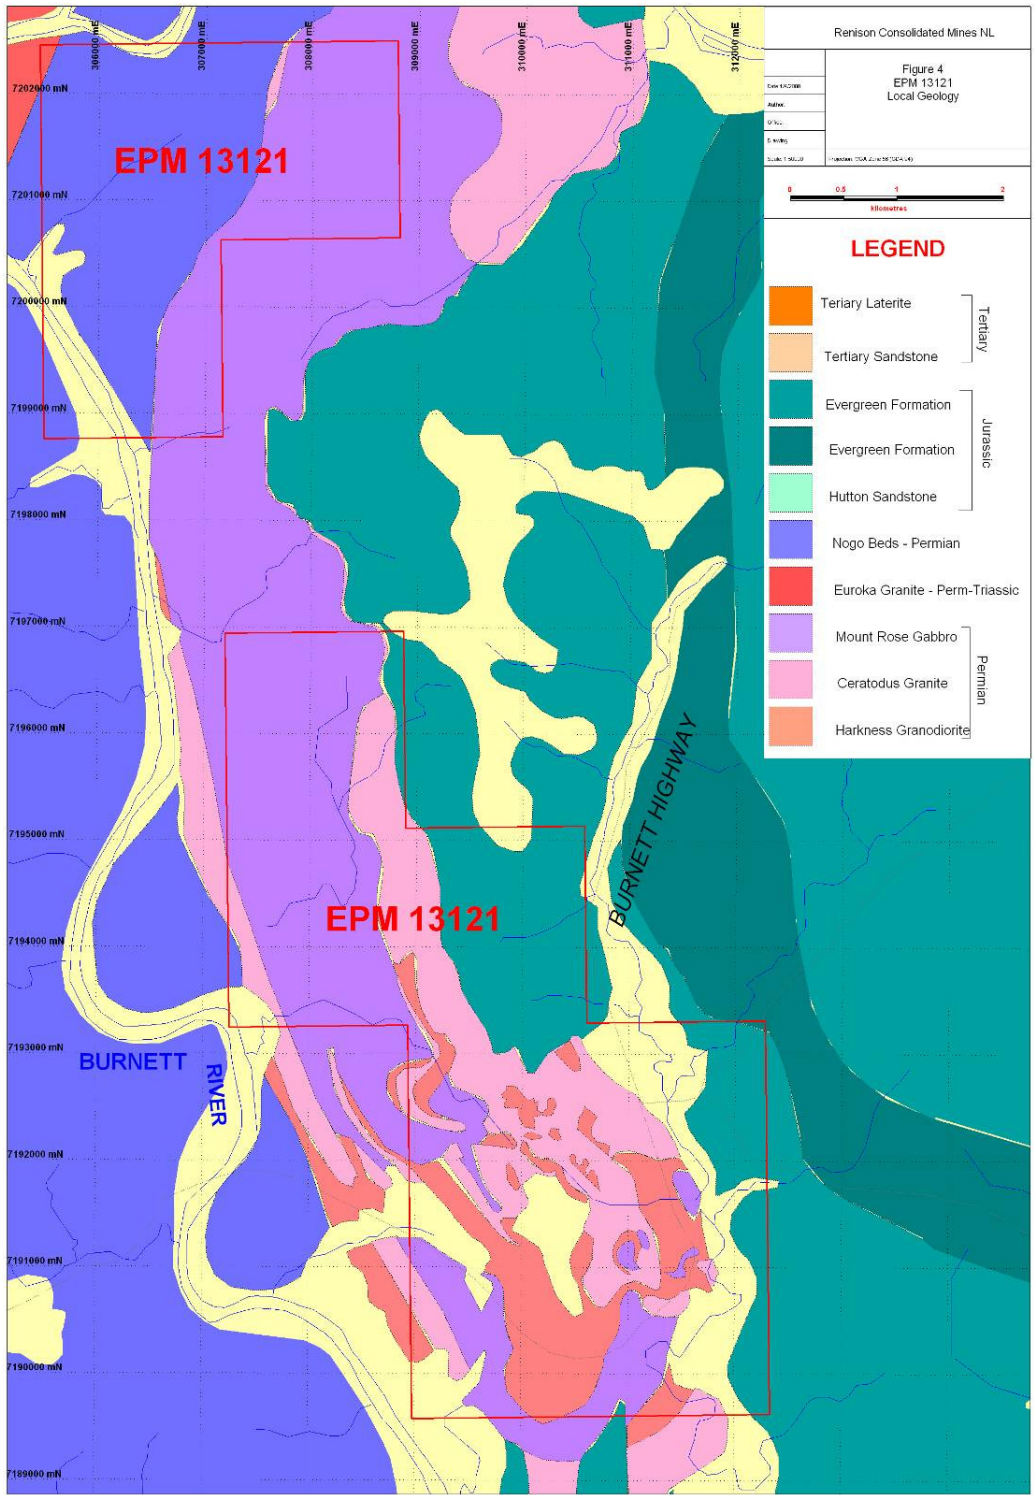 306000 mE
307000 mE
308000 mE
309000 mE
310000 mE
311000 mE
312000 mE
Renison Consolidated Mines NL
Figure 4
EPM 13121
Local Geology
Author:
Office:
Drawing:
kilometres
0 0.5 1 2
LEGEND
Teriary Laterite
Tertiary Sandstone
Tertiary
Evergreen Formation
Evergreen Formation
Hutton Sandstone
Jurassic
Nogo Beds - Permian
Euroka Granite - Perm-Triassic
Mount Rose Gabbro
Ceratodus Granite
Harkness Granodiorite
Permian
7202000 mN
EPM 13121
7201000 mN
7200000 mN
7199000 mN
7198000 mN
7197000 mN
7196000 mN
7195000 mN
BURNETT HIGHWAY
EPM 13121
7194000 mN
7193000 mN
BURNETT
RIVER
7192000 mN
7191000 mN
7190000 mN
7189000 mN